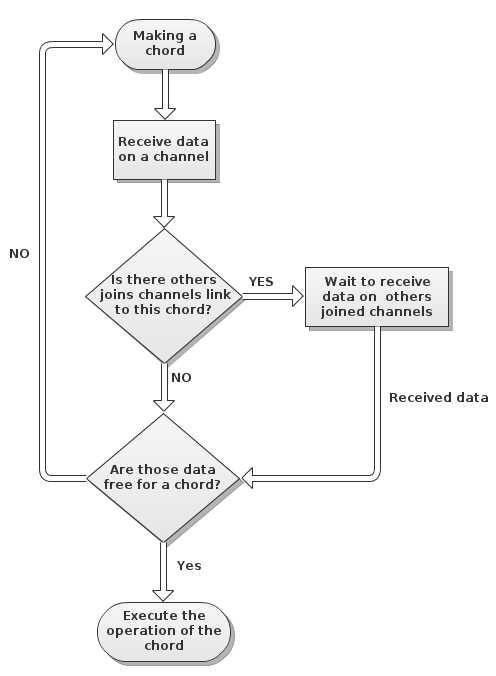 Making a
chord
Receive data
on a channel
NO
Is there others
joins channels link
to this chord?
YES
Wait to receive
data on others
joined channels
NO
Received data
Are those data
free for a chord?
Yes
Execute the
operation of the
chord